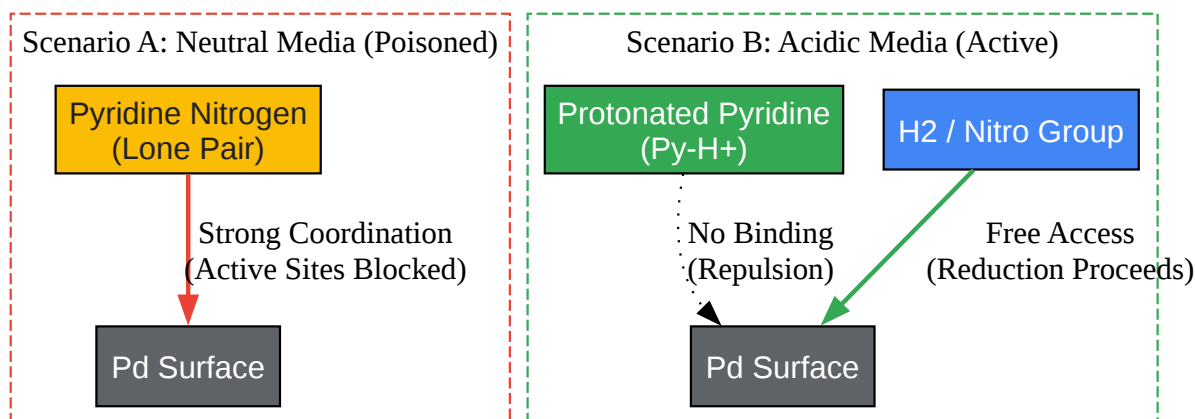 Scenario A: Neutral Media (Poisoned)
Pyridine Nitrogen
(Lone Pair)
Strong Coordination
(Active Sites Blocked)
Pd Surface
Scenario B: Acidic Media (Active)
Protonated Pyridine
(Py-H+)
H2 / Nitro Group
No Binding
(Repulsion)
Free Access
(Reduction Proceeds)
Pd Surface